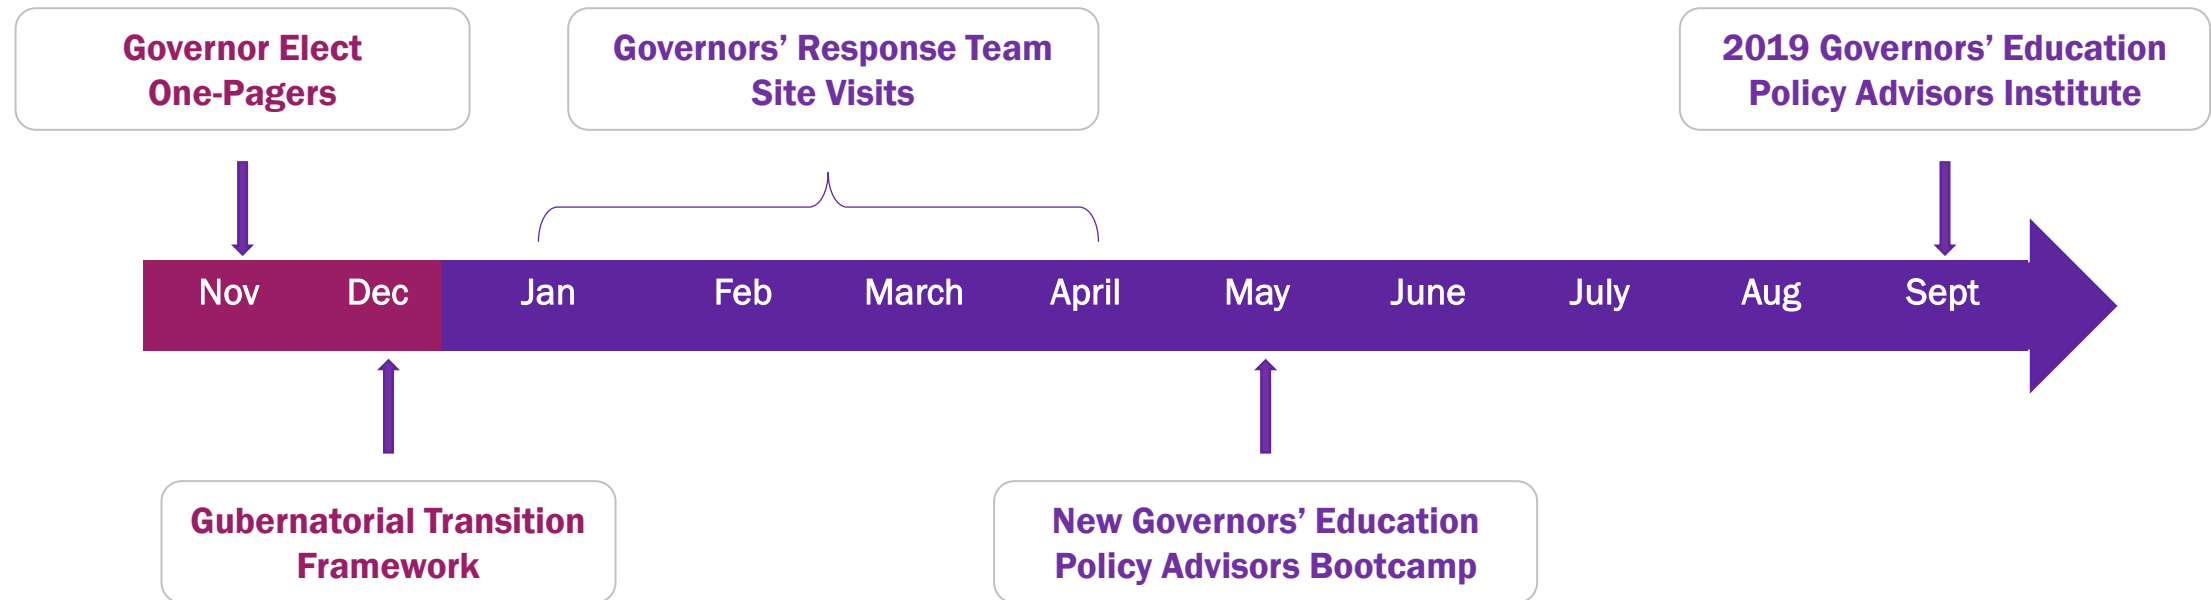 Governor Elect
One-Pagers
Governors’ Response Team
Site Visits
2019 Governors’ Education
Policy Advisors Institute
Nov Dec Jan Feb March April May June July Aug Sept
Gubernatorial Transition
Framework
New Governors’ Education
Policy Advisors Bootcamp